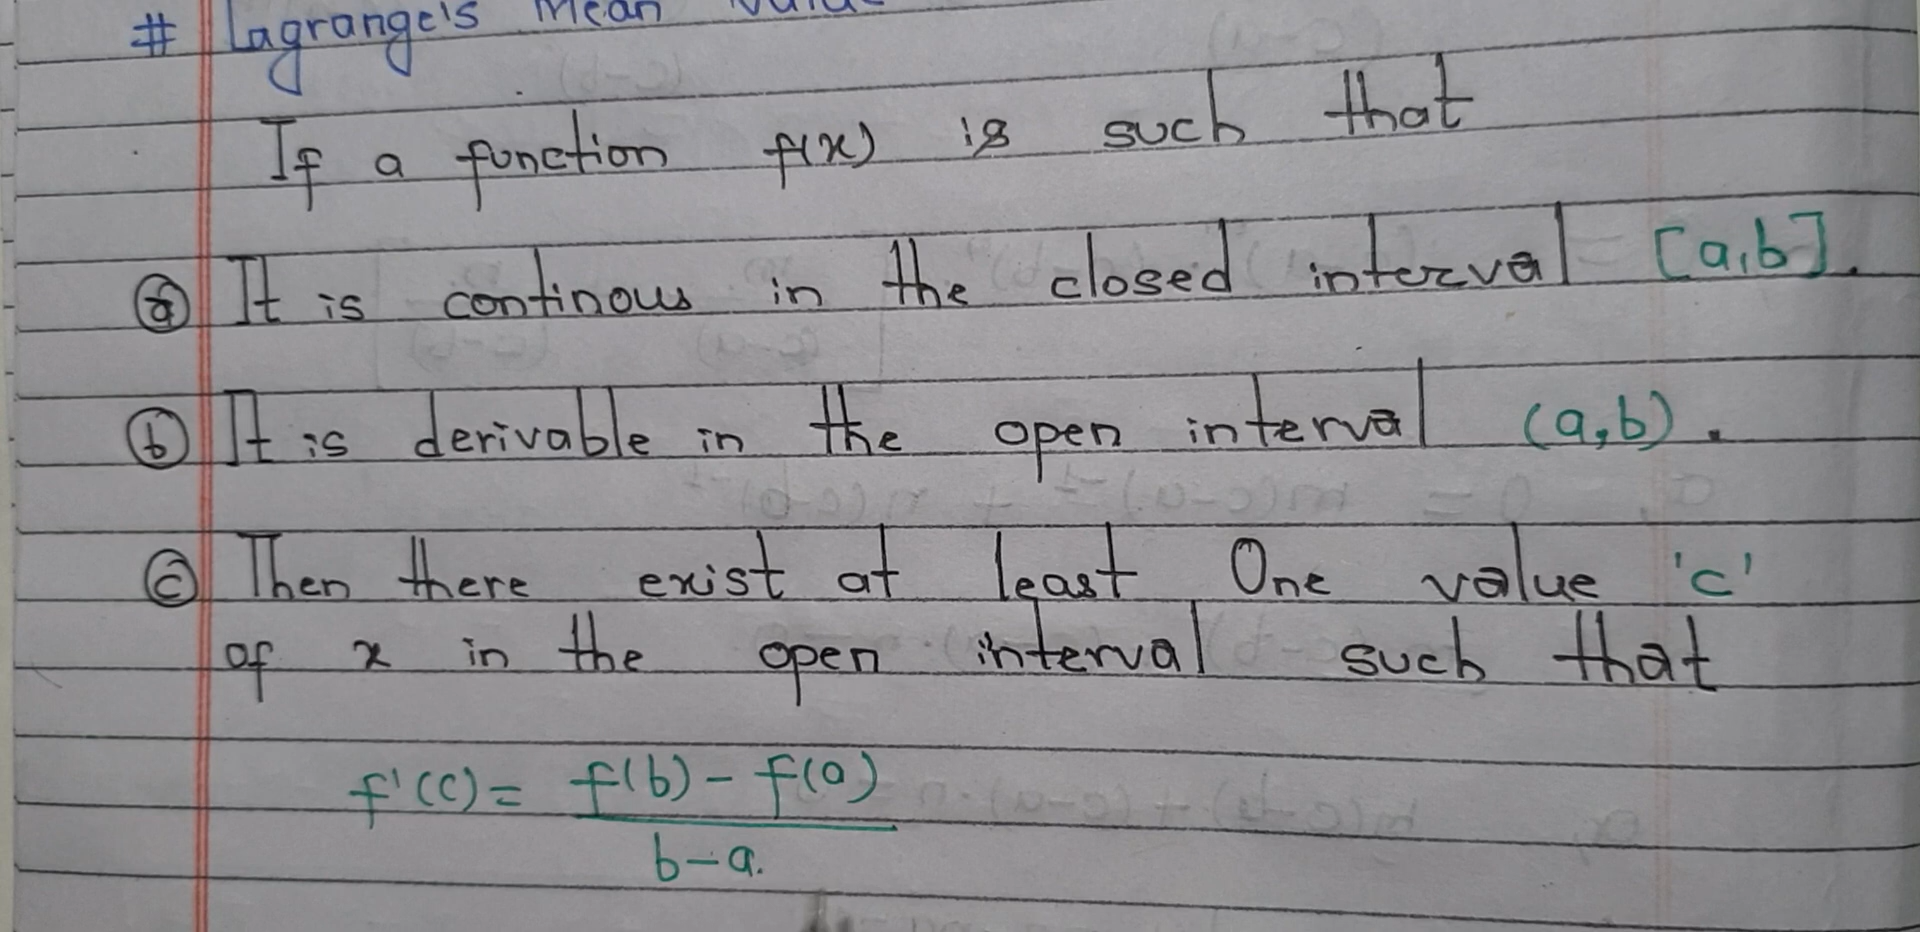 # Lagrange's Mean Value
If a function f(x) is such that
(a) It is continous in the closed interval [a,b].
(b) It is derivable in the open interval (a,b).
(c) Then there exist at least One value 'c'
of x in the open interval such that
f'(c) = f(b) - f(a)
b-a.